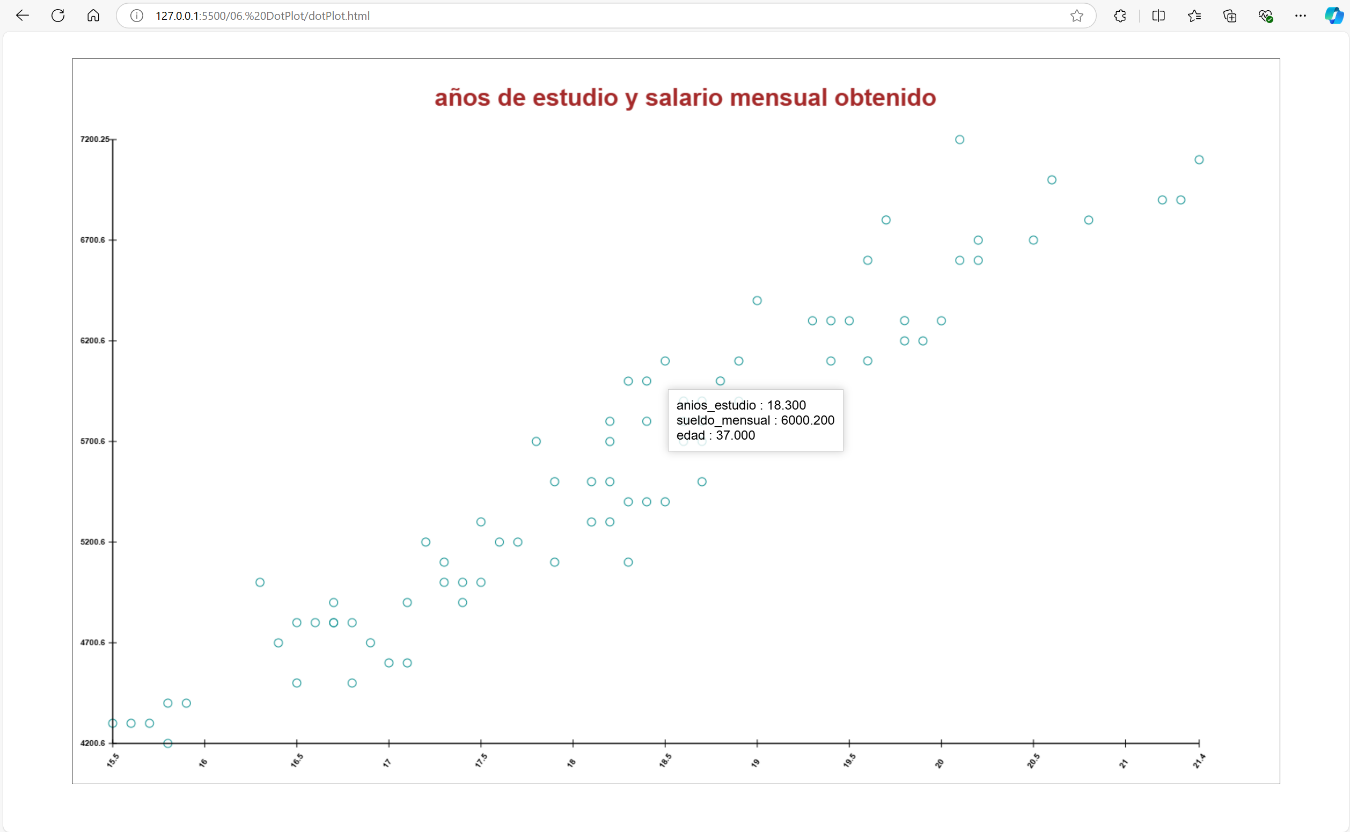 127.0.0.1:5500/06.%20DotPlot/dotPlot.html
años de estudio y salario mensual obtenido
7200.25
6700.6
6200.6
anios_estudio : 18.300
sueldo_mensual : 6000.200
edad : 37.000
5700.6
5200.6
4700.6
4200.6
15.5 16 16.5 17 17.5 18 18.5 19 19.5 20 20.5 21 21.4